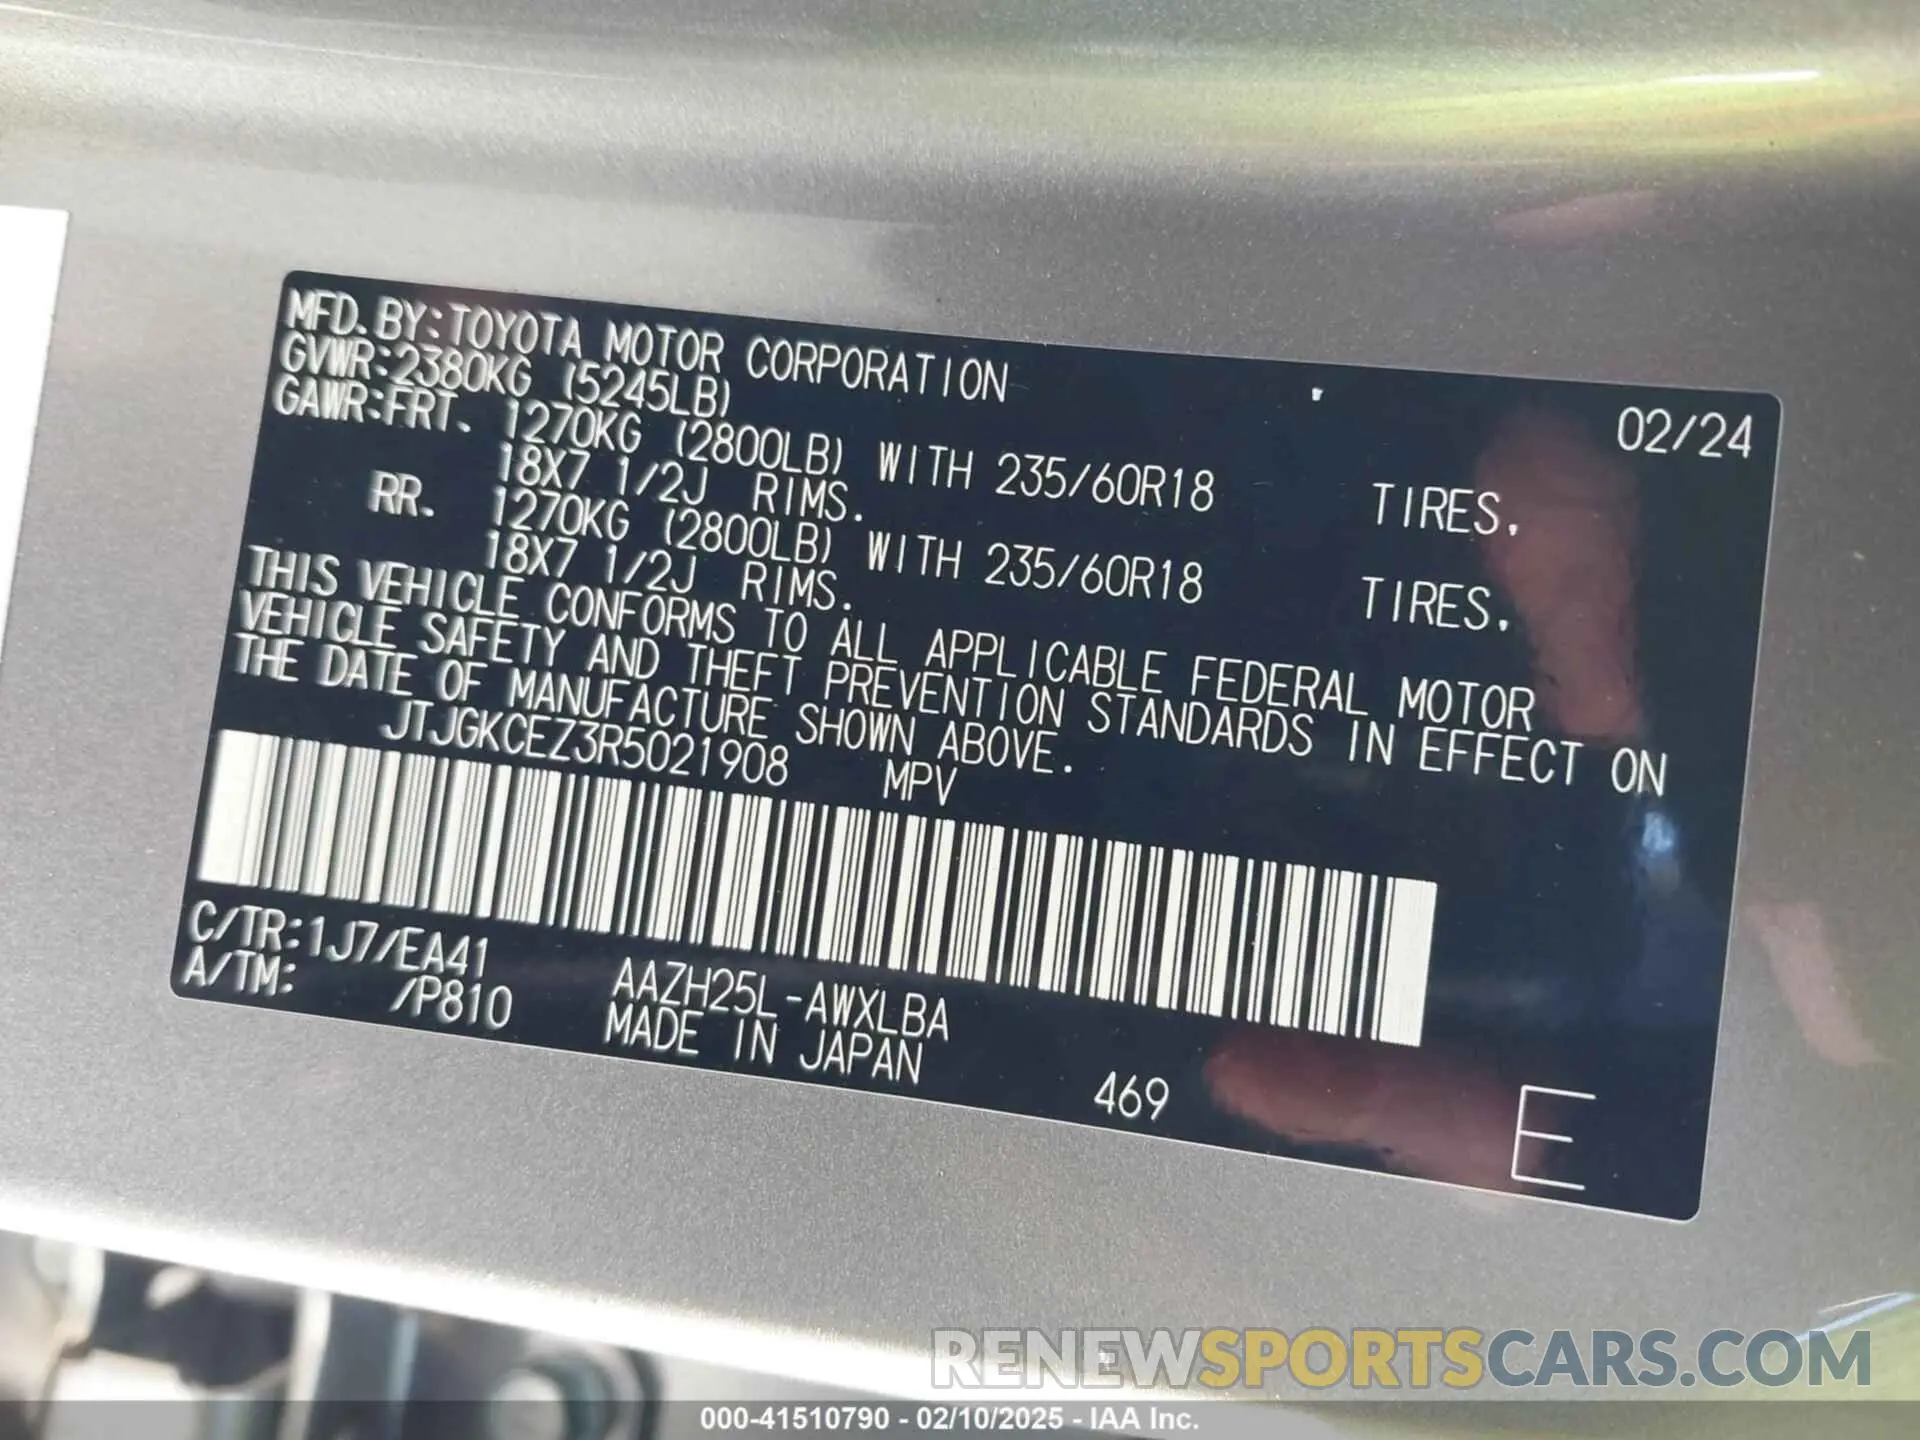 MFD. BY:TOYOTA MOTOR CORPORATION 02/24
GVWR:2380KG (5245LB)
GAWR:FRT. 1270KG (2800LB) WITH 235/60R18 TIRES,
18X7 1/2J RIMS.
RR. 1270KG (2800LB) WITH 235/60R18 TIRES,
18X7 1/2J RIMS.
THIS VEHICLE CONFORMS TO ALL APPLICABLE FEDERAL MOTOR
VEHICLE SAFETY AND THEFT PREVENTION STANDARDS IN EFFECT ON
THE DATE OF MANUFACTURE SHOWN ABOVE.
JTJGKCEZ3R5021908 MPV
C/TR:1J7/EA41 AAZH25L-AWXLBA
A/TM: /P810 MADE IN JAPAN
469
E
RENEWSPORTSCARS.COM
000-41510790 - 02/10/2025 - IAA Inc.